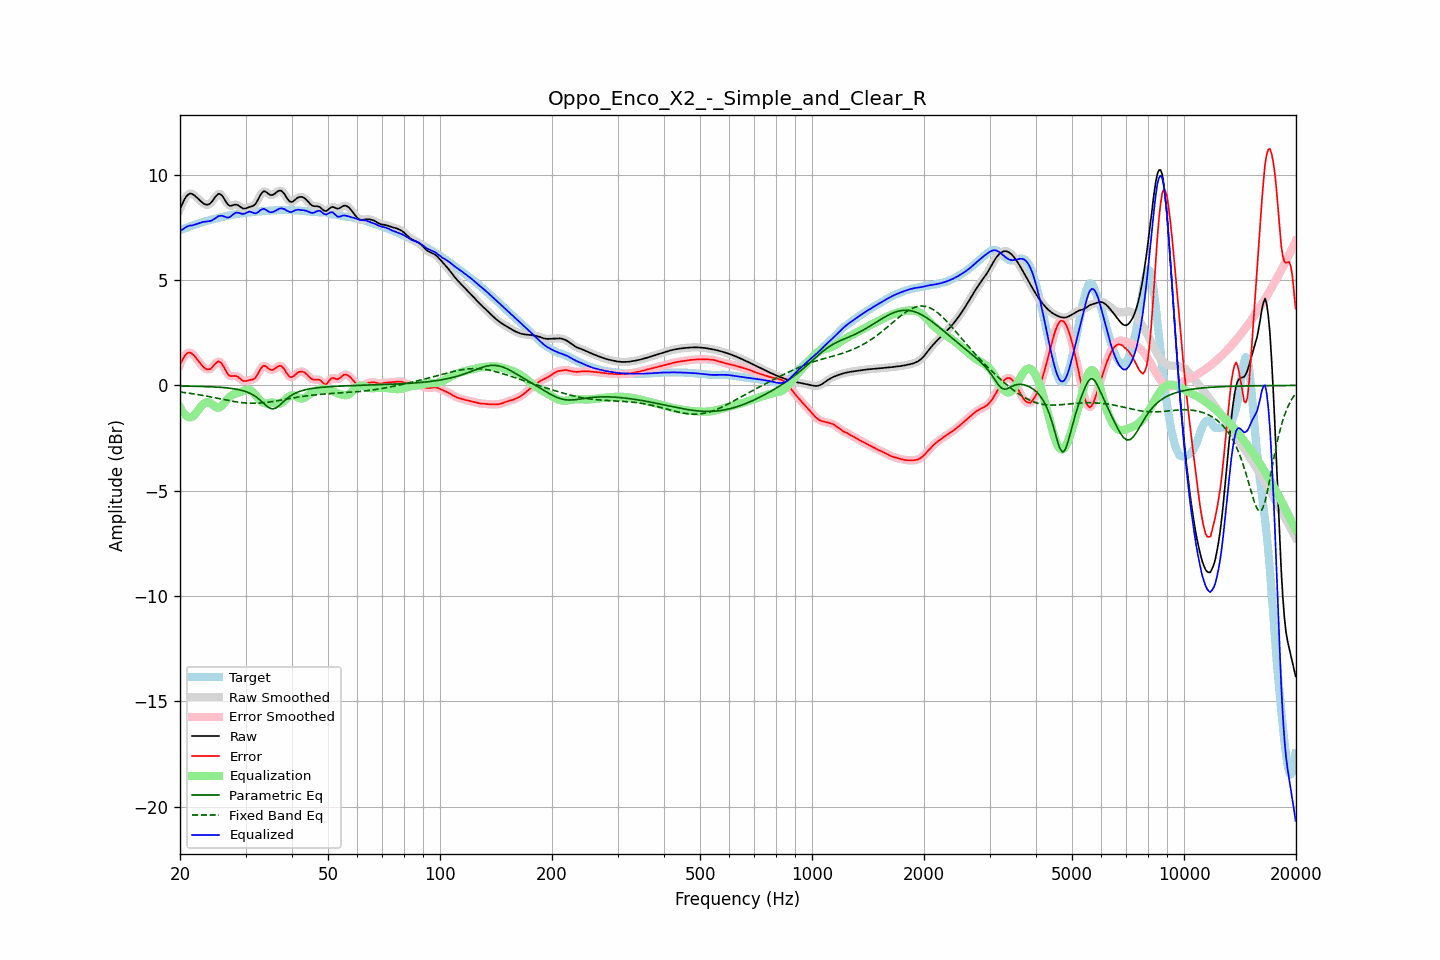 Oppo_Enco_X2_-_Simple_and_Clear_R
10
5
0
−5
−10
−15
−20
Amplitude (dBr)
Target
Raw Smoothed
Error Smoothed
Raw
Error
Equalization
Parametric Eq
Fixed Band Eq
Equalized
20 50 100 200 500 1000 2000 5000 10000 20000
Frequency (Hz)